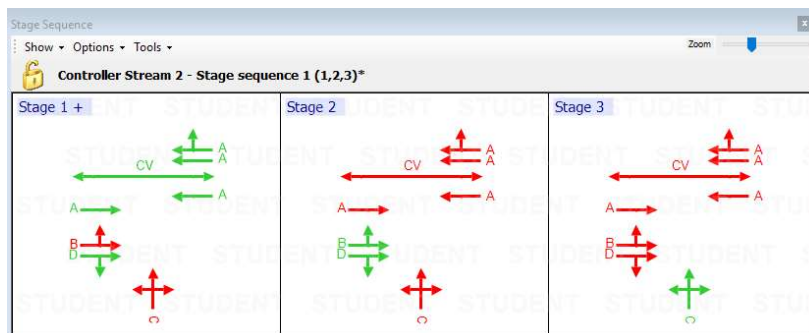 Stage Sequence
x
Show Options Tools
Zoom
Controller Stream 2 - Stage sequence 1 (1,2,3)*
Stage 1 +
Stage 2
Stage 3
A
A
CV
A
A
B
D
C
A
A
CV
A
A
B
D
C
A
A
CV
A
A
B
D
C
STUDENT